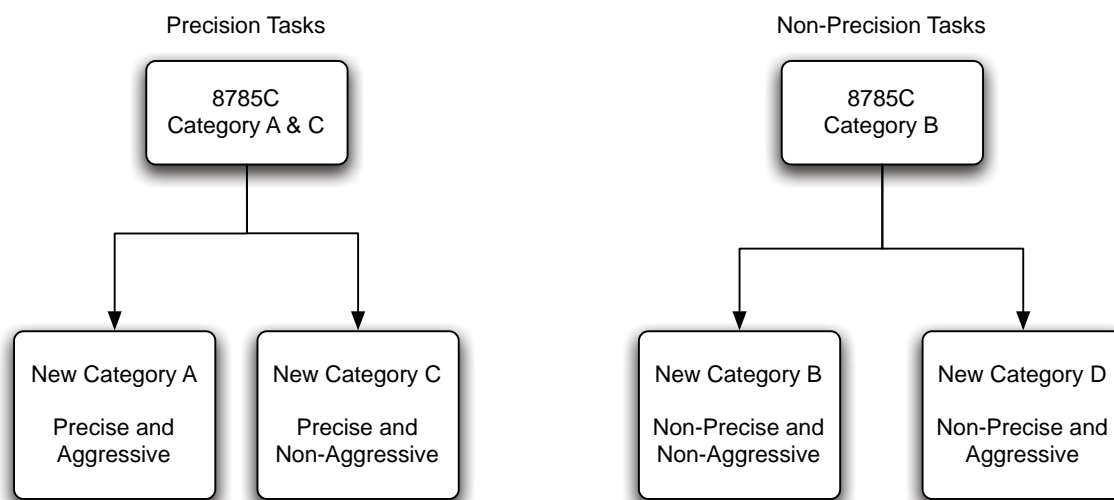 Precision Tasks
Non-Precision Tasks
8785C
Category A & C
8785C
Category B
New Category A
Precise and
Aggressive
New Category C
Precise and
Non-Aggressive
New Category B
Non-Precise and
Non-Aggressive
New Category D
Non-Precise and
Aggressive